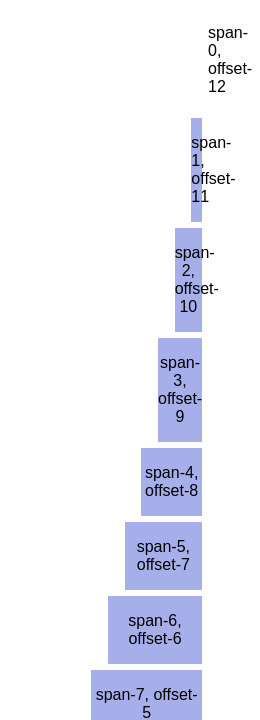 span-
0,
offset-
12
span-
1,
offset-
11
span-
2,
offset-
10
span-
3,
offset-
9
span-4,
offset-8
span-5,
offset-7
span-6,
offset-6
span-7, offset-
5